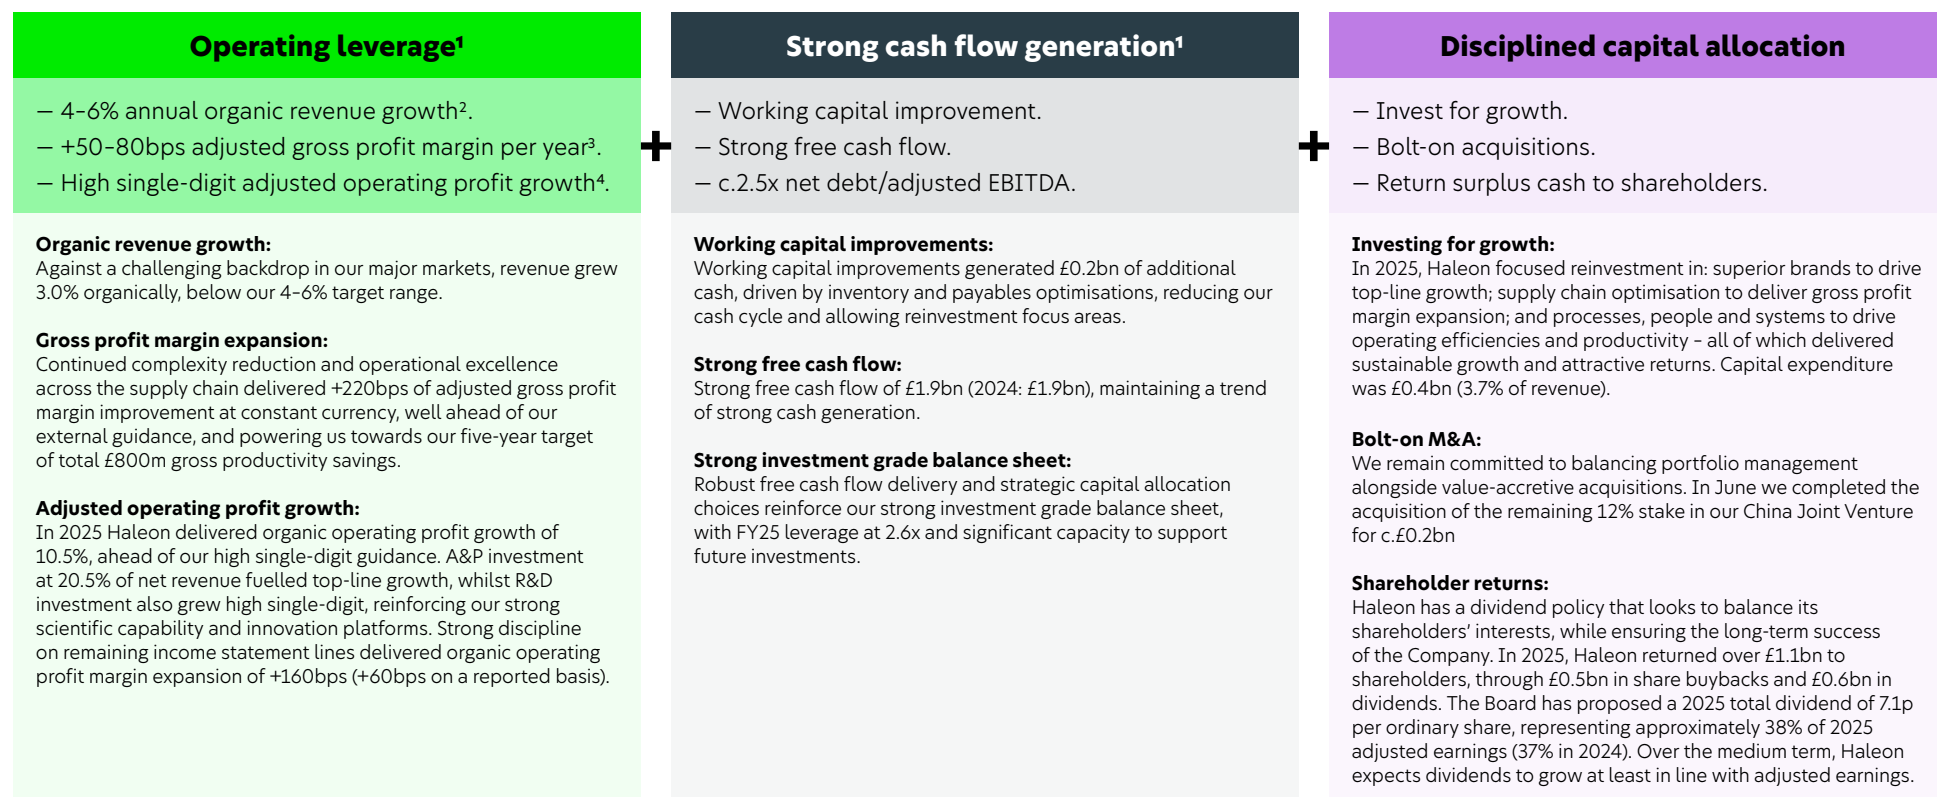 Operating leverage¹
— 4–6% annual organic revenue growth².
— +50–80bps adjusted gross profit margin per year³.
— High single-digit adjusted operating profit growth⁴.
Organic revenue growth:
Against a challenging backdrop in our major markets, revenue grew
3.0% organically, below our 4–6% target range.
Gross profit margin expansion:
Continued complexity reduction and operational excellence
across the supply chain delivered +220bps of adjusted gross profit
margin improvement at constant currency, well ahead of our
external guidance, and powering us towards our five-year target
of total £800m gross productivity savings.
Adjusted operating profit growth:
In 2025 Haleon delivered organic operating profit growth of
10.5%, ahead of our high single-digit guidance. A&P investment
at 20.5% of net revenue fuelled top-line growth, whilst R&D
investment also grew high single-digit, reinforcing our strong
scientific capability and innovation platforms. Strong discipline
on remaining income statement lines delivered organic operating
profit margin expansion of +160bps (+60bps on a reported basis).
+
Strong cash flow generation¹
— Working capital improvement.
— Strong free cash flow.
— c.2.5x net debt/adjusted EBITDA.
Working capital improvements:
Working capital improvements generated £0.2bn of additional
cash, driven by inventory and payables optimisations, reducing our
cash cycle and allowing reinvestment focus areas.
Strong free cash flow:
Strong free cash flow of £1.9bn (2024: £1.9bn), maintaining a trend
of strong cash generation.
Strong investment grade balance sheet:
Robust free cash flow delivery and strategic capital allocation
choices reinforce our strong investment grade balance sheet,
with FY25 leverage at 2.6x and significant capacity to support
future investments.
+
Disciplined capital allocation
— Invest for growth.
— Bolt-on acquisitions.
— Return surplus cash to shareholders.
Investing for growth:
In 2025, Haleon focused reinvestment in: superior brands to drive
top-line growth; supply chain optimisation to deliver gross profit
margin expansion; and processes, people and systems to drive
operating efficiencies and productivity – all of which delivered
sustainable growth and attractive returns. Capital expenditure
was £0.4bn (3.7% of revenue).
Bolt-on M&A:
We remain committed to balancing portfolio management
alongside value-accretive acquisitions. In June we completed the
acquisition of the remaining 12% stake in our China Joint Venture
for c.£0.2bn
Shareholder returns:
Haleon has a dividend policy that looks to balance its
shareholders’ interests, while ensuring the long-term success
of the Company. In 2025, Haleon returned over £1.1bn to
shareholders, through £0.5bn in share buybacks and £0.6bn in
dividends. The Board has proposed a 2025 total dividend of 7.1p
per ordinary share, representing approximately 38% of 2025
adjusted earnings (37% in 2024). Over the medium term, Haleon
expects dividends to grow at least in line with adjusted earnings.